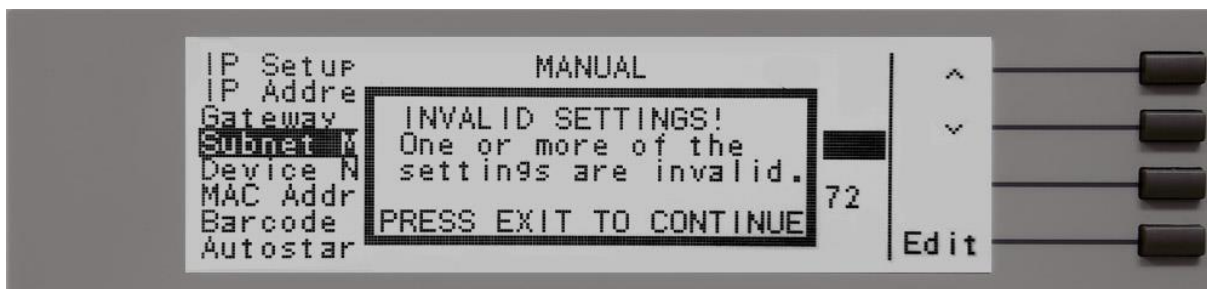 IP Setup MANUAL
IP Addre
Gateway INVALID SETTINGS!
Subnet M One or more of the
Device N settings are invalid.
MAC Addr 72
Barcode PRESS EXIT TO CONTINUE
Autostar Edit